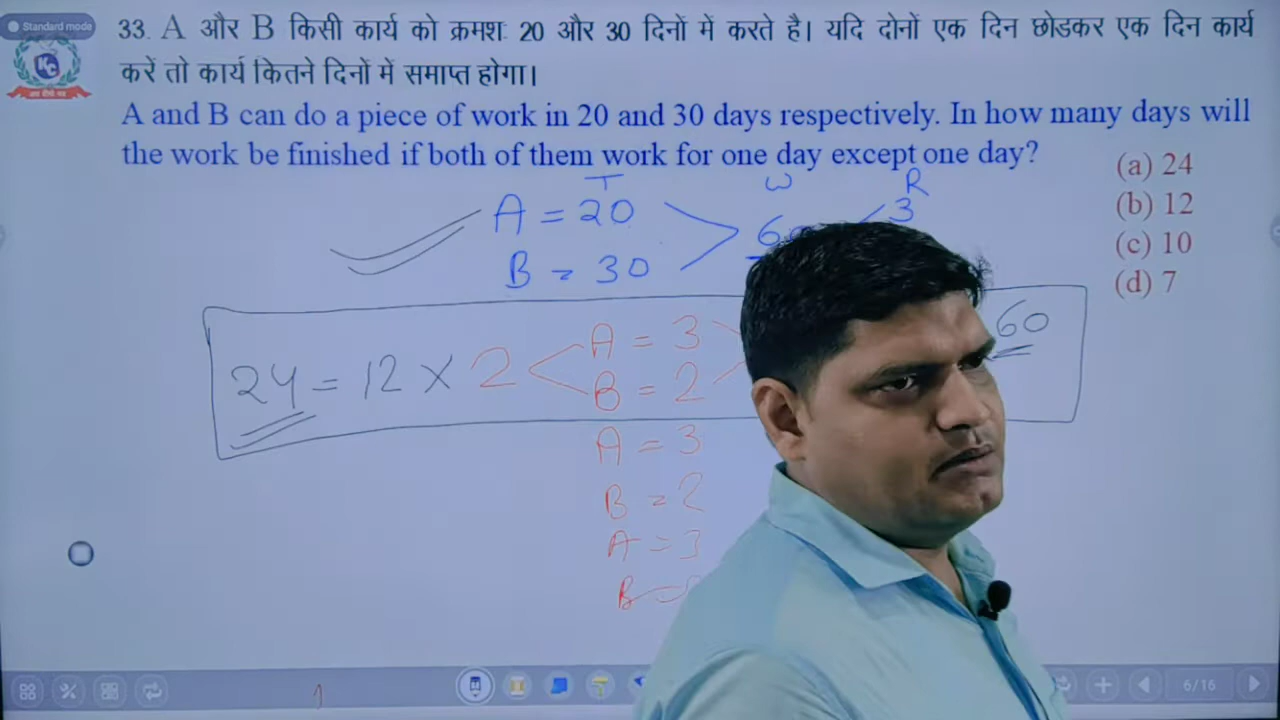 Standard mode
33. A और B किसी कार्य को क्रमशः 20 और 30 दिनों में करते है। यदि दोनों एक दिन छोडकर एक दिन कार्य
करें तो कार्य कितने दिनों में समाप्त होगा।
A and B can do a piece of work in 20 and 30 days respectively. In how many days will
the work be finished if both of them work for one day except one day?
(a) 24
(b) 12
(c) 10
(d) 7
T W R
A = 20
3
B = 30
24 = 12 × 2
A = 3
B = 2
60
A = 3
B = 2
A = 3
KC
6/16